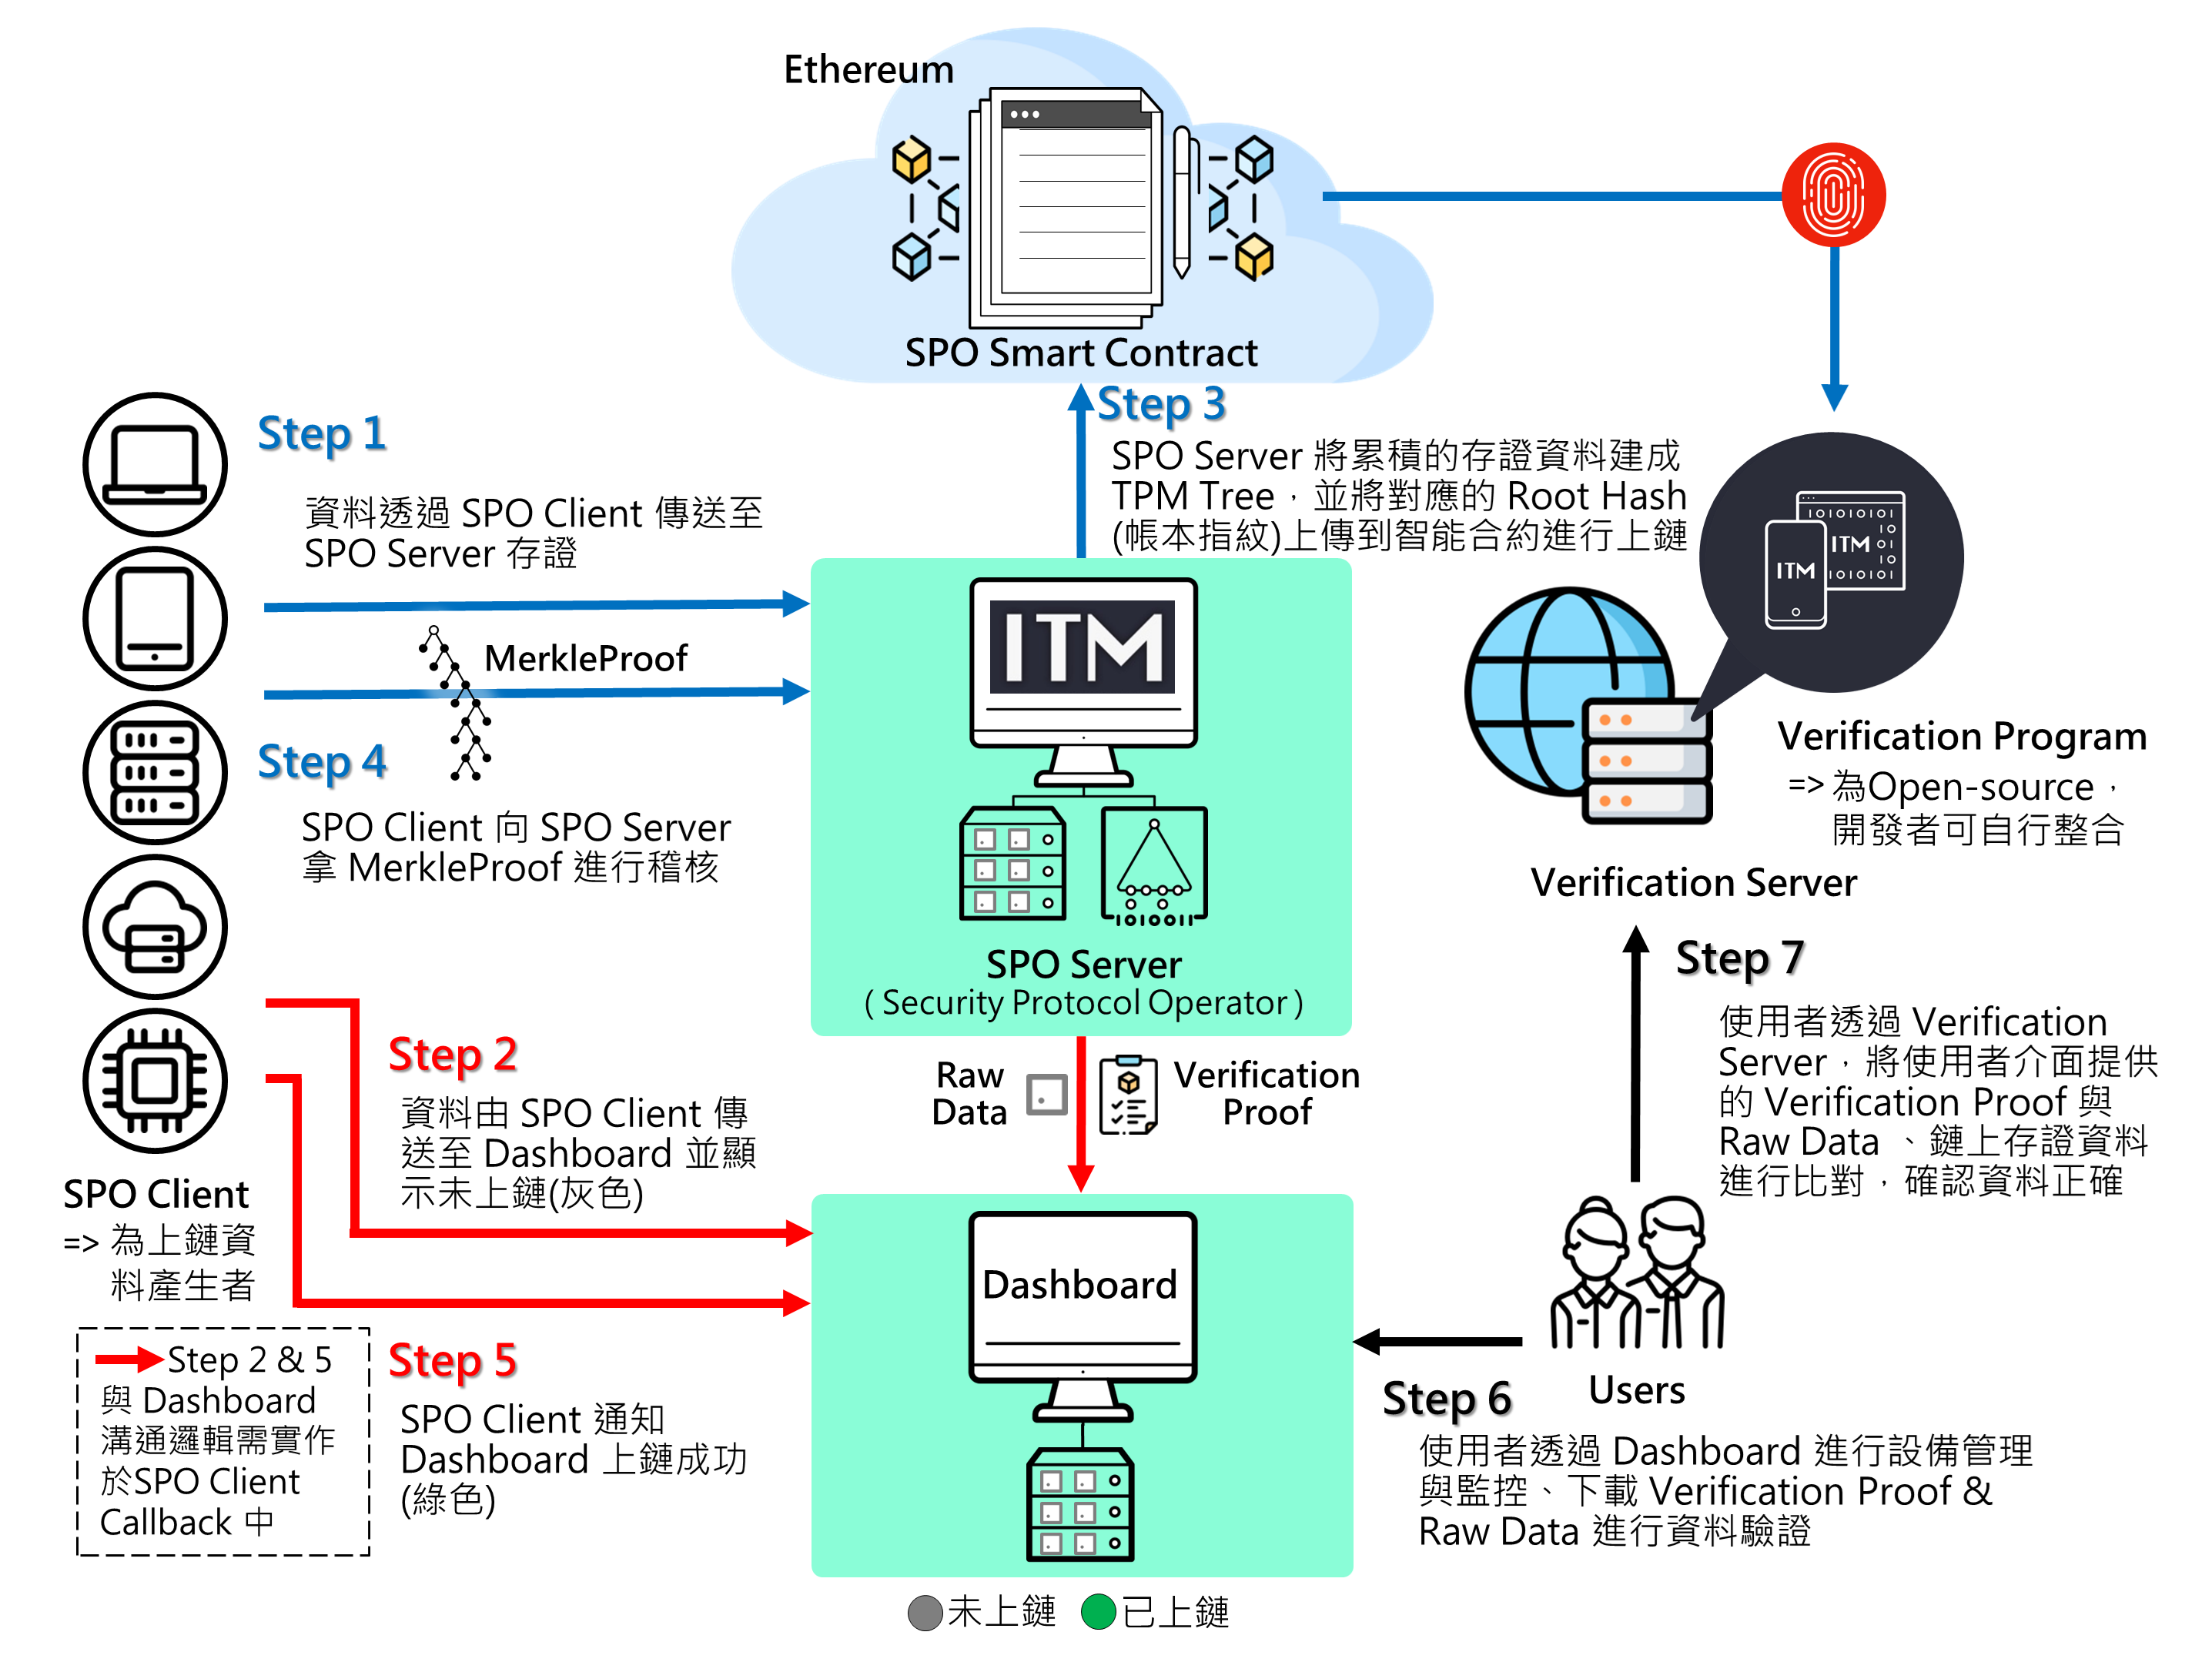 Ethereum
SPO Smart Contract
Step 1
資料透過 SPO Client 傳送至
SPO Server 存證
MerkleProof
Step 4
SPO Client 向 SPO Server
拿 MerkleProof 進行稽核
Step 3
SPO Server 將累積的存證資料建成
TPM Tree，並將對應的 Root Hash
(帳本指紋)上傳到智能合約進行上鏈
ITM
SPO Server
( Security Protocol Operator )
IOIOIOIOI
IO
ITM
OI
IO
ITM
IOIOIOI
Verification Program
=> 為Open-source，
開發者可自行整合
Verification Server
Step 7
使用者透過 Verification
Server，將使用者介面提供
的 Verification Proof 與
Raw Data 、鏈上存證資料
進行比對，確認資料正確
SPO Client
=> 為上鏈資
料產生者
Step 2
資料由 SPO Client 傳
送至 Dashboard 並顯
示未上鏈(灰色)
Raw
Data
Verification
Proof
Step 2 & 5
與 Dashboard
溝通邏輯需實作
於SPO Client
Callback 中
Step 5
SPO Client 通知
Dashboard 上鏈成功
(綠色)
Dashboard
未上鏈
已上鏈
Users
Step 6
使用者透過 Dashboard 進行設備管理
與監控、下載 Verification Proof &
Raw Data 進行資料驗證